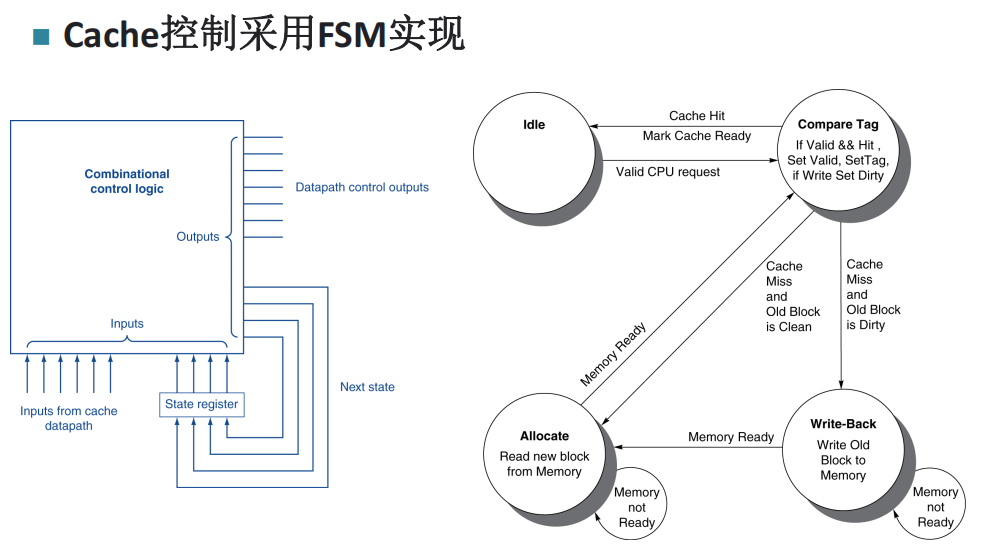 Cache控制采用FSM实现
Combinational
control logic
Datapath control outputs
Outputs
Inputs
Next state
State register
Inputs from cache
datapath
Idle
Cache Hit
Mark Cache Ready
Valid CPU request
Compare Tag
If Valid && Hit ,
Set Valid, SetTag,
if Write Set Dirty
Cache
Miss
and
Old Block
is Clean
Cache
Miss
and
Old Block
is Dirty
Memory Ready
Allocate
Read new block
from Memory
Memory Ready
Write-Back
Write Old
Block to
Memory
Memory
not
Ready
Memory
not
Ready